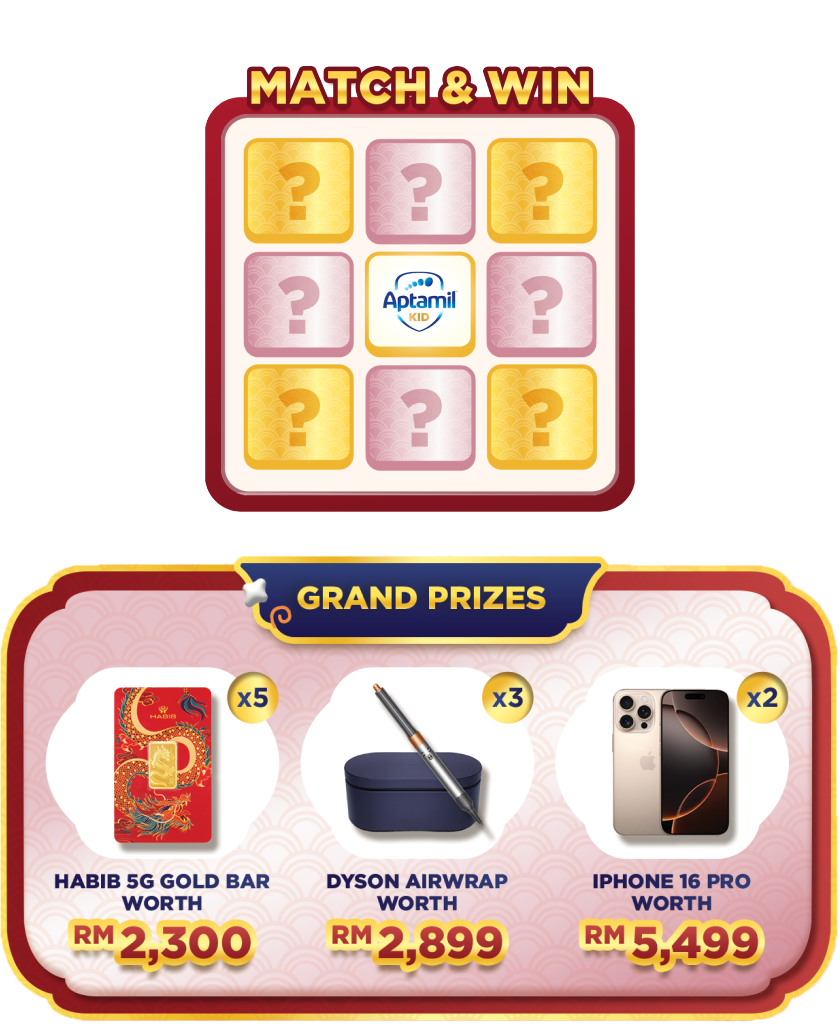 MATCH & WIN
? ? ?
? Aptamil KID ?
? ? ?
GRAND PRIZES
x5
x3
x2
HABIB
HABIB 5G GOLD BAR
WORTH
RM 2,300
DYSON AIRWRAP
WORTH
RM 2,899
IPHONE 16 PRO
WORTH
RM 5,499